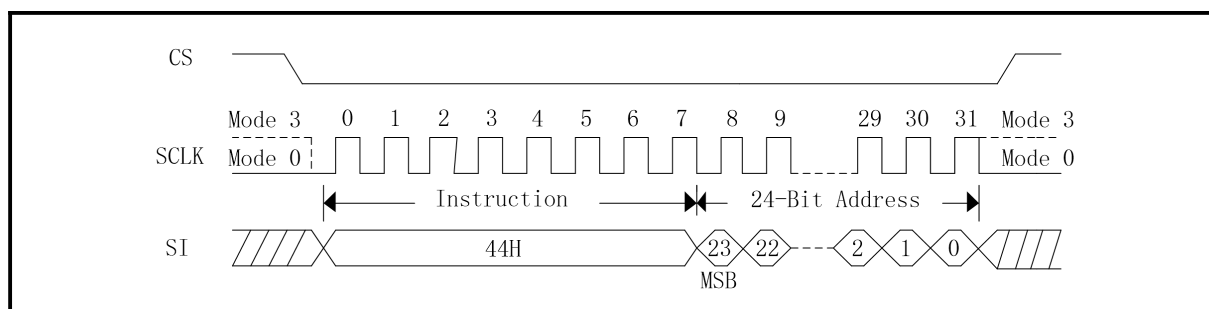 CS
Mode 3 0 1 2 3 4 5 6 7 8 9 29 30 31 Mode 3
SCLK Mode 0 Mode 0
Instruction 24-Bit Address
SI 44H 23 22 2 1 0
MSB